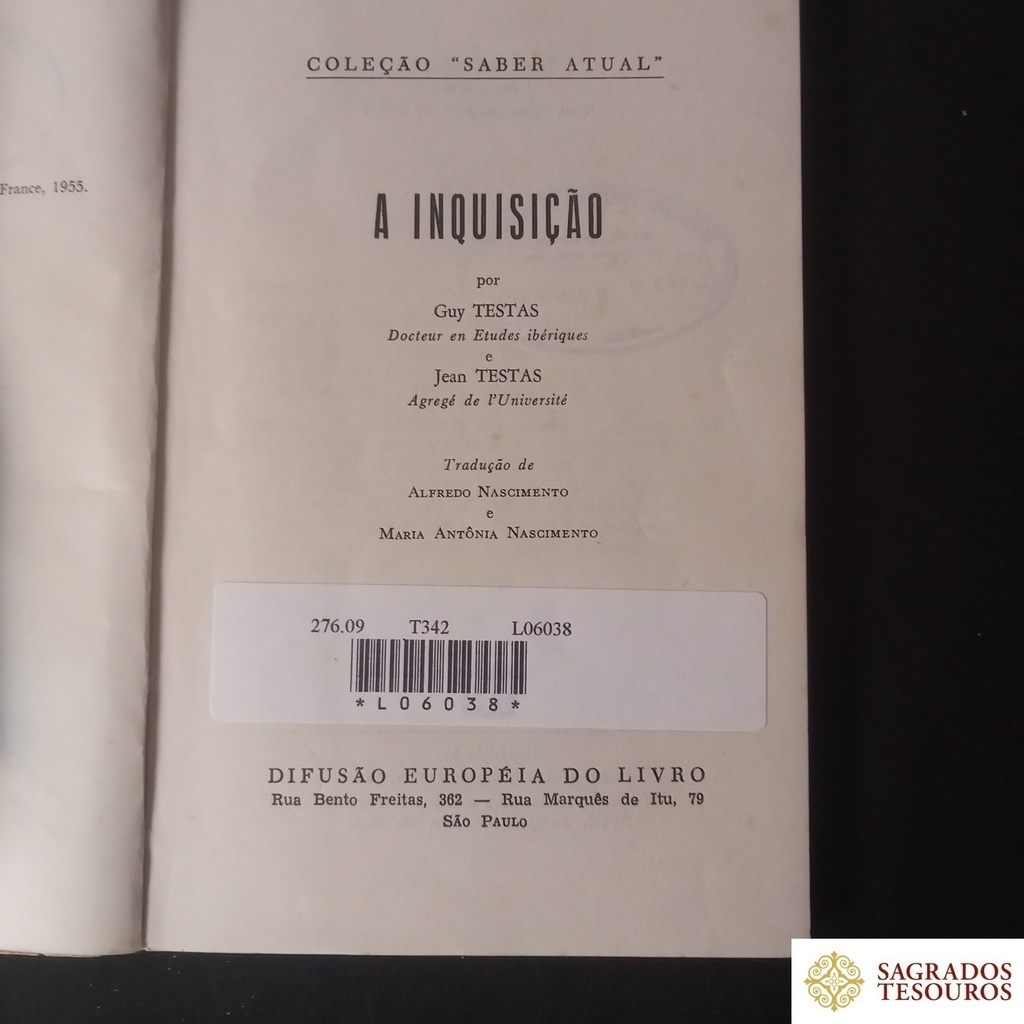 France, 1955.
COLEÇÃO "SABER ATUAL"
A INQUISIÇÃO
por
Guy TESTAS
Docteur en Etudes ibériques
e
Jean TESTAS
Agregé de l'Université
Tradução de
ALFREDO NASCIMENTO
e
MARIA ANTÔNIA NASCIMENTO
276.09 T342 L06038
*L06038*
DIFUSÃO EUROPÉIA DO LIVRO
Rua Bento Freitas, 362 — Rua Marquês de Itu, 79
SÃO PAULO
SAGRADOS
TESOUROS